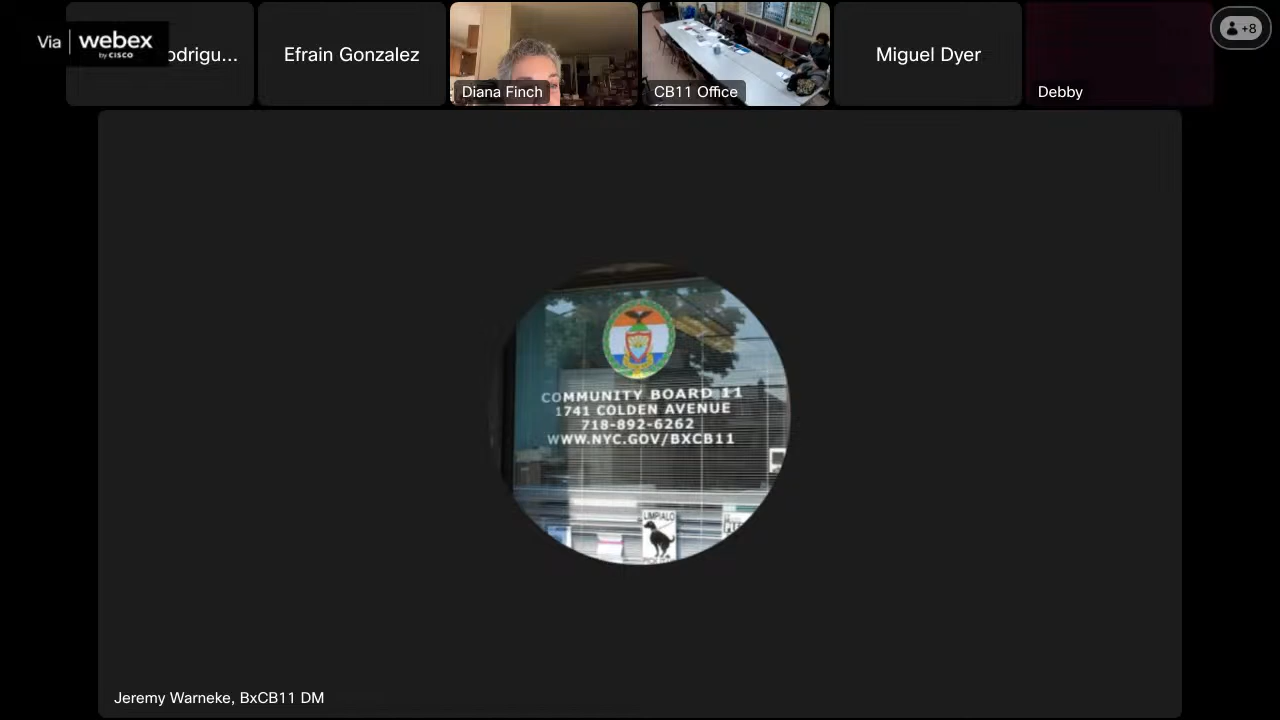 Via webex
by CISCO
odrigu...
Efrain Gonzalez
Diana Finch
CB11 Office
Miguel Dyer
Debby
+8
COMMUNITY BOARD 11
1741 COLDEN AVENUE
718-892-6262
WWW.NYC.GOV/BXCB11
LIMPIALO
Jeremy Warneke, BxCB11 DM